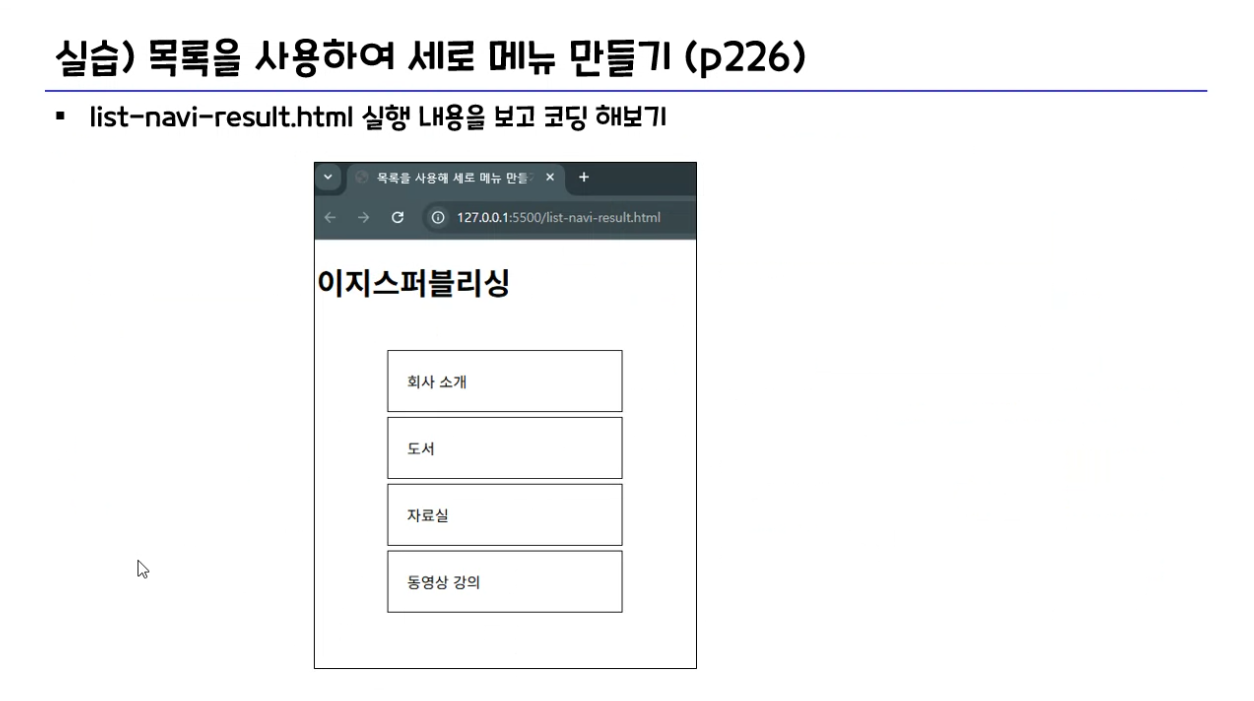 실습) 목록을 사용하여 세로 메뉴 만들기 (p226)
▪ list-navi-result.html 실행 내용을 보고 코딩 해보기
목록을 사용해 세로 메뉴 만들
127.0.0.1:5500/list-navi-result.html
이지스퍼블리싱
회사 소개
도서
자료실
동영상 강의